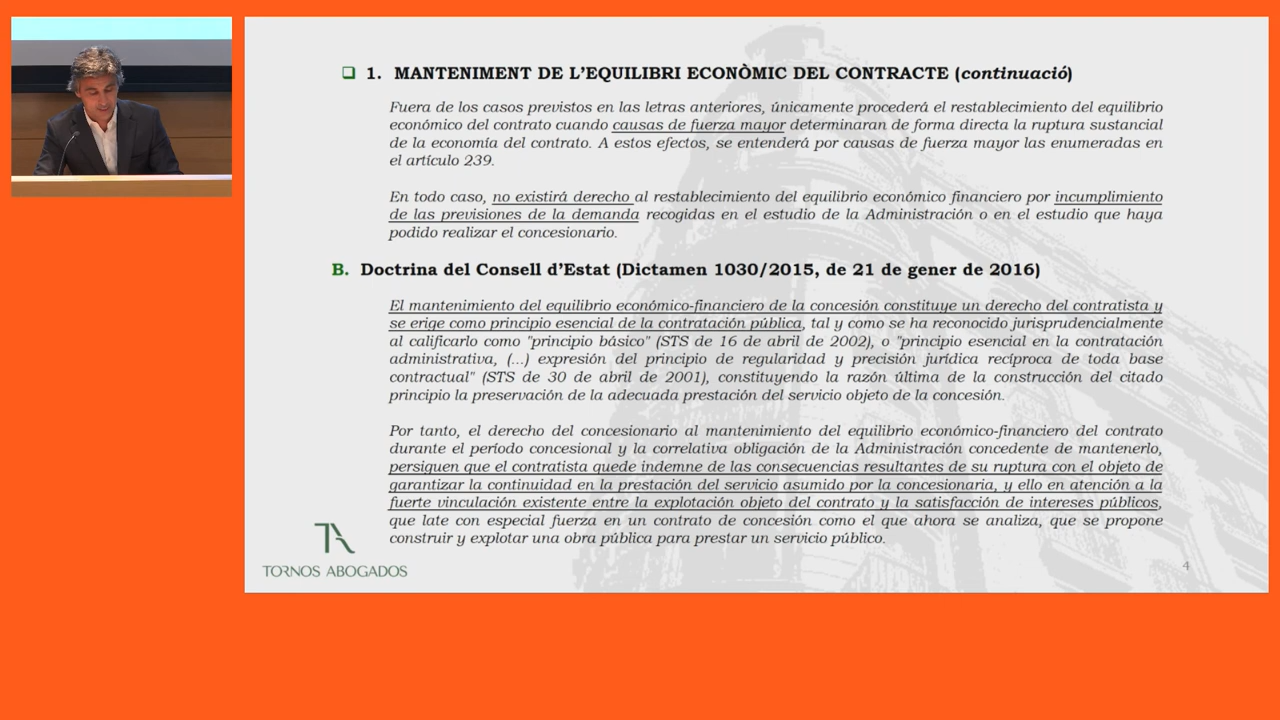 ❑ 1. MANTENIMENT DE L'EQUILIBRI ECONÒMIC DEL CONTRACTE (continuació)
Fuera de los casos previstos en las letras anteriores, únicamente procederá el restablecimiento del equilibrio
económico del contrato cuando causas de fuerza mayor determinaran de forma directa la ruptura sustancial
de la economía del contrato. A estos efectos, se entenderá por causas de fuerza mayor las enumeradas en
el artículo 239.
En todo caso, no existirá derecho al restablecimiento del equilibrio económico financiero por incumplimiento
de las previsiones de la demanda recogidas en el estudio de la Administración o en el estudio que haya
podido realizar el concesionario.
B. Doctrina del Consell d'Estat (Dictamen 1030/2015, de 21 de gener de 2016)
El mantenimiento del equilibrio económico-financiero de la concesión constituye un derecho del contratista y
se erige como principio esencial de la contratación pública, tal y como se ha reconocido jurisprudencialmente
al calificarlo como "principio básico" (STS de 16 de abril de 2002), o "principio esencial en la contratación
administrativa, (...) expresión del principio de regularidad y precisión jurídica recíproca de toda base
contractual" (STS de 30 de abril de 2001), constituyendo la razón última de la construcción del citado
principio la preservación de la adecuada prestación del servicio objeto de la concesión.
Por tanto, el derecho del concesionario al mantenimiento del equilibrio económico-financiero del contrato
durante el período concesional y la correlativa obligación de la Administración concedente de mantenerlo,
persiguen que el contratista quede indemne de las consecuencias resultantes de su ruptura con el objeto de
garantizar la continuidad en la prestación del servicio asumido por la concesionaria, y ello en atención a la
fuerte vinculación existente entre la explotación objeto del contrato y la satisfacción de intereses públicos,
que late con especial fuerza en un contrato de concesión como el que ahora se analiza, que se propone
construir y explotar una obra pública para prestar un servicio público.
TA
TORNOS ABOGADOS
4